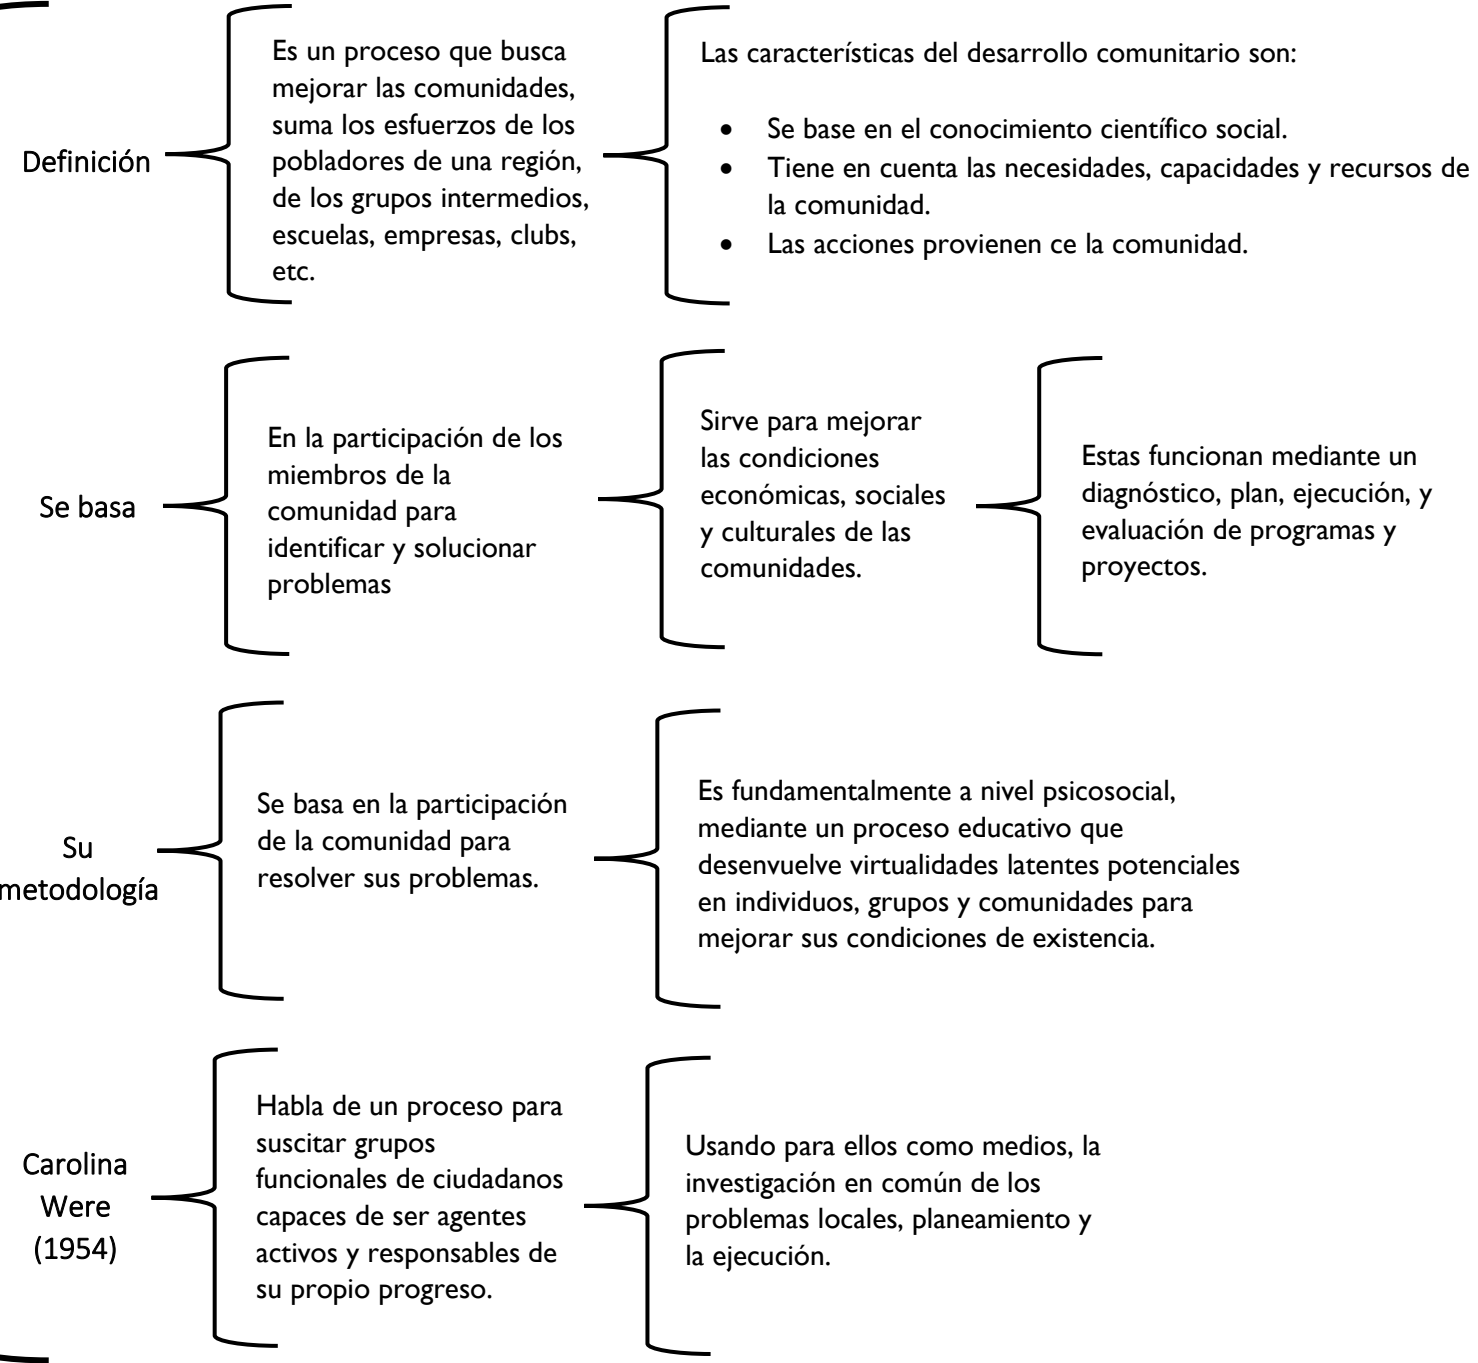 Definición
Es un proceso que busca
mejorar las comunidades,
suma los esfuerzos de los
pobladores de una región,
de los grupos intermedios,
escuelas, empresas, clubs,
etc.
Las características del desarrollo comunitario son:
• Se base en el conocimiento científico social.
• Tiene en cuenta las necesidades, capacidades y recursos de
la comunidad.
• Las acciones provienen ce la comunidad.
Se basa
En la participación de los
miembros de la
comunidad para
identificar y solucionar
problemas
Sirve para mejorar
las condiciones
económicas, sociales
y culturales de las
comunidades.
Estas funcionan mediante un
diagnóstico, plan, ejecución, y
evaluación de programas y
proyectos.
Su
metodología
Se basa en la participación
de la comunidad para
resolver sus problemas.
Es fundamentalmente a nivel psicosocial,
mediante un proceso educativo que
desenvuelve virtualidades latentes potenciales
en individuos, grupos y comunidades para
mejorar sus condiciones de existencia.
Carolina
Were
(1954)
Habla de un proceso para
suscitar grupos
funcionales de ciudadanos
capaces de ser agentes
activos y responsables de
su propio progreso.
Usando para ellos como medios, la
investigación en común de los
problemas locales, planeamiento y
la ejecución.